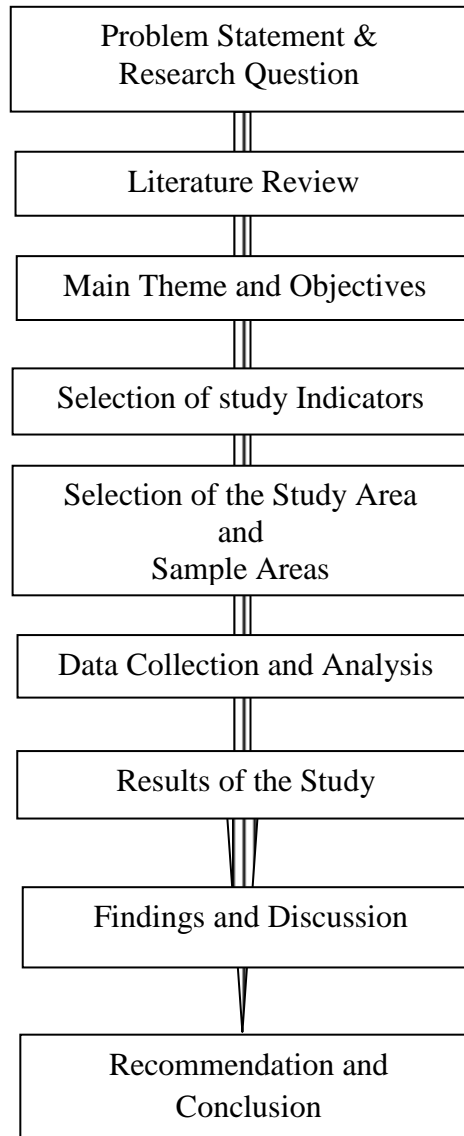 Problem Statement &
Research Question
Literature Review
Main Theme and Objectives
Selection of study Indicators
Selection of the Study Area
and
Sample Areas
Data Collection and Analysis
Results of the Study
Findings and Discussion
Recommendation and
Conclusion